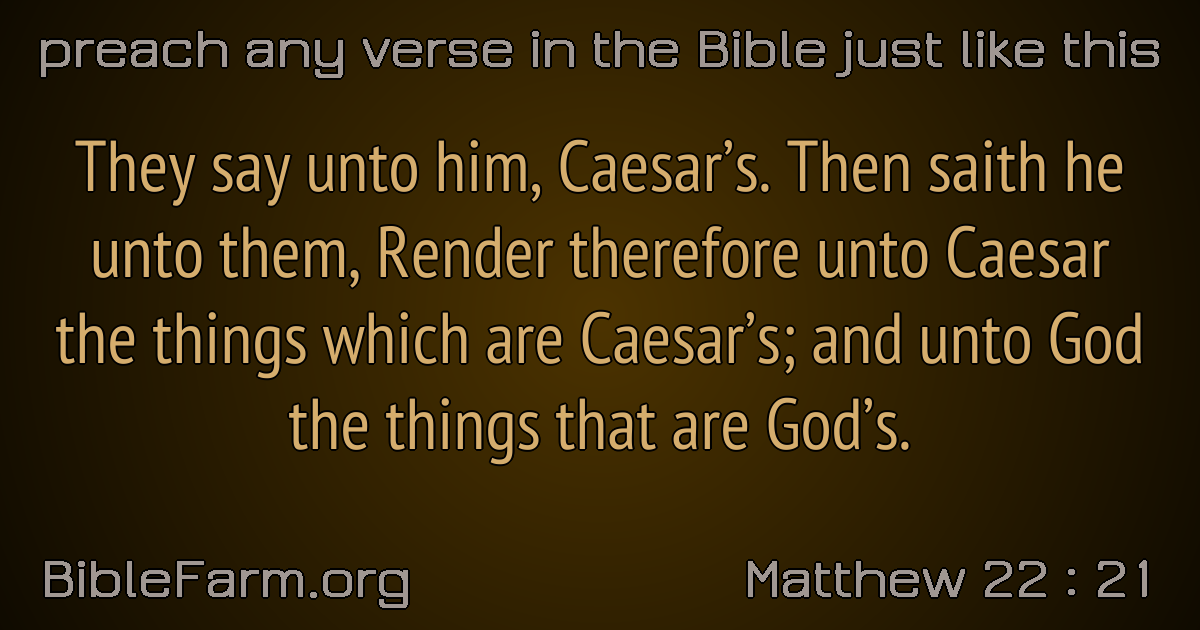 preach any verse in the Bible just like this
They say unto him, Caesar’s. Then saith he
unto them, Render therefore unto Caesar
the things which are Caesar’s; and unto God
the things that are God’s.
BibleFarm.org
Matthew 22 : 21